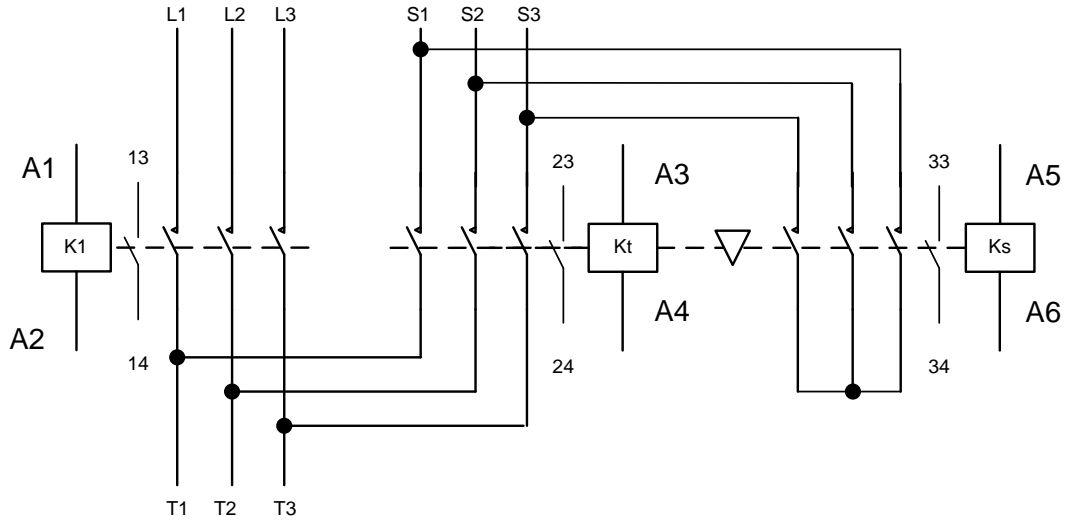 L1 L2 L3 S1 S2 S3
A1 13 23 A3 33 A5
K1 Kt Ks
A2 14 24 A4 34 A6
T1 T2 T3